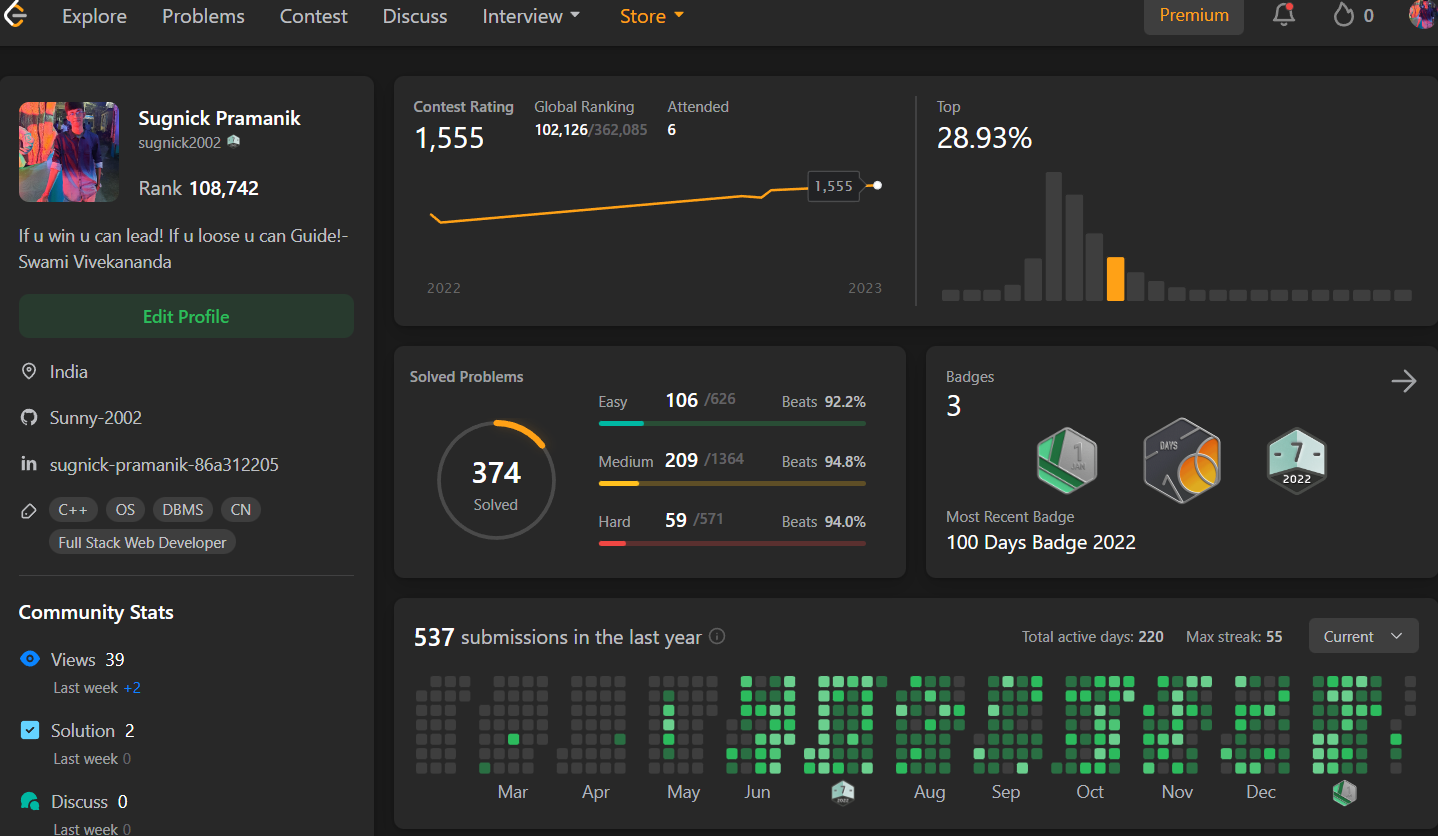 Explore Problems Contest Discuss Interview Store Premium 0
Sugnick Pramanik
sugnick2002
Rank 108,742
If u win u can lead! If u loose u can Guide!-
Swami Vivekananda
Edit Profile
India
Sunny-2002
sugnick-pramanik-86a312205
C++ OS DBMS CN
Full Stack Web Developer
Community Stats
Views 39
Last week +2
Solution 2
Last week 0
Discuss 0
Last week 0
Contest Rating Global Ranking Attended
1,555 102,126/362,085 6
1,555
2022 2023
Top
28.93%
Solved Problems
374
Solved
Easy 106 /626 Beats 92.2%
Medium 209 /1364 Beats 94.8%
Hard 59 /571 Beats 94.0%
Badges
3
1
JAN
DAYS
7
2022
Most Recent Badge
100 Days Badge 2022
537 submissions in the last year Total active days: 220 Max streak: 55 Current
Mar Apr May Jun Aug Sep Oct Nov Dec